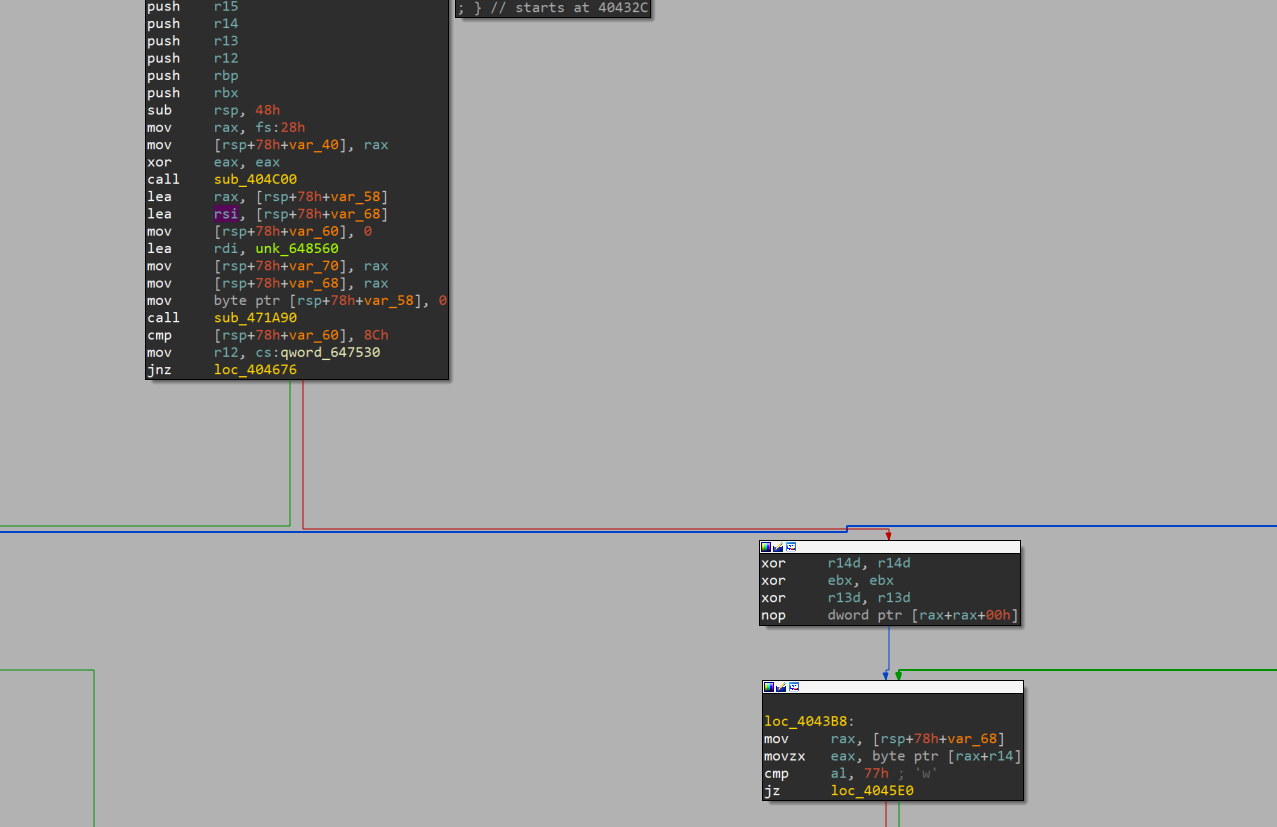 push r15
; } // starts at 40432C
push r14
push r13
push r12
push rbp
push rbx
sub rsp, 48h
mov rax, fs:28h
mov [rsp+78h+var_40], rax
xor eax, eax
call sub_404C00
lea rax, [rsp+78h+var_58]
lea rsi, [rsp+78h+var_68]
mov [rsp+78h+var_60], 0
lea rdi, unk_648560
mov [rsp+78h+var_70], rax
mov [rsp+78h+var_68], rax
mov byte ptr [rsp+78h+var_58], 0
call sub_471A90
cmp [rsp+78h+var_60], 8Ch
mov r12, cs:qword_647530
jnz loc_404676
xor r14d, r14d
xor ebx, ebx
xor r13d, r13d
nop dword ptr [rax+rax+00h]
loc_4043B8:
mov rax, [rsp+78h+var_68]
movzx eax, byte ptr [rax+r14]
cmp al, 77h ; 'w'
jz loc_4045E0